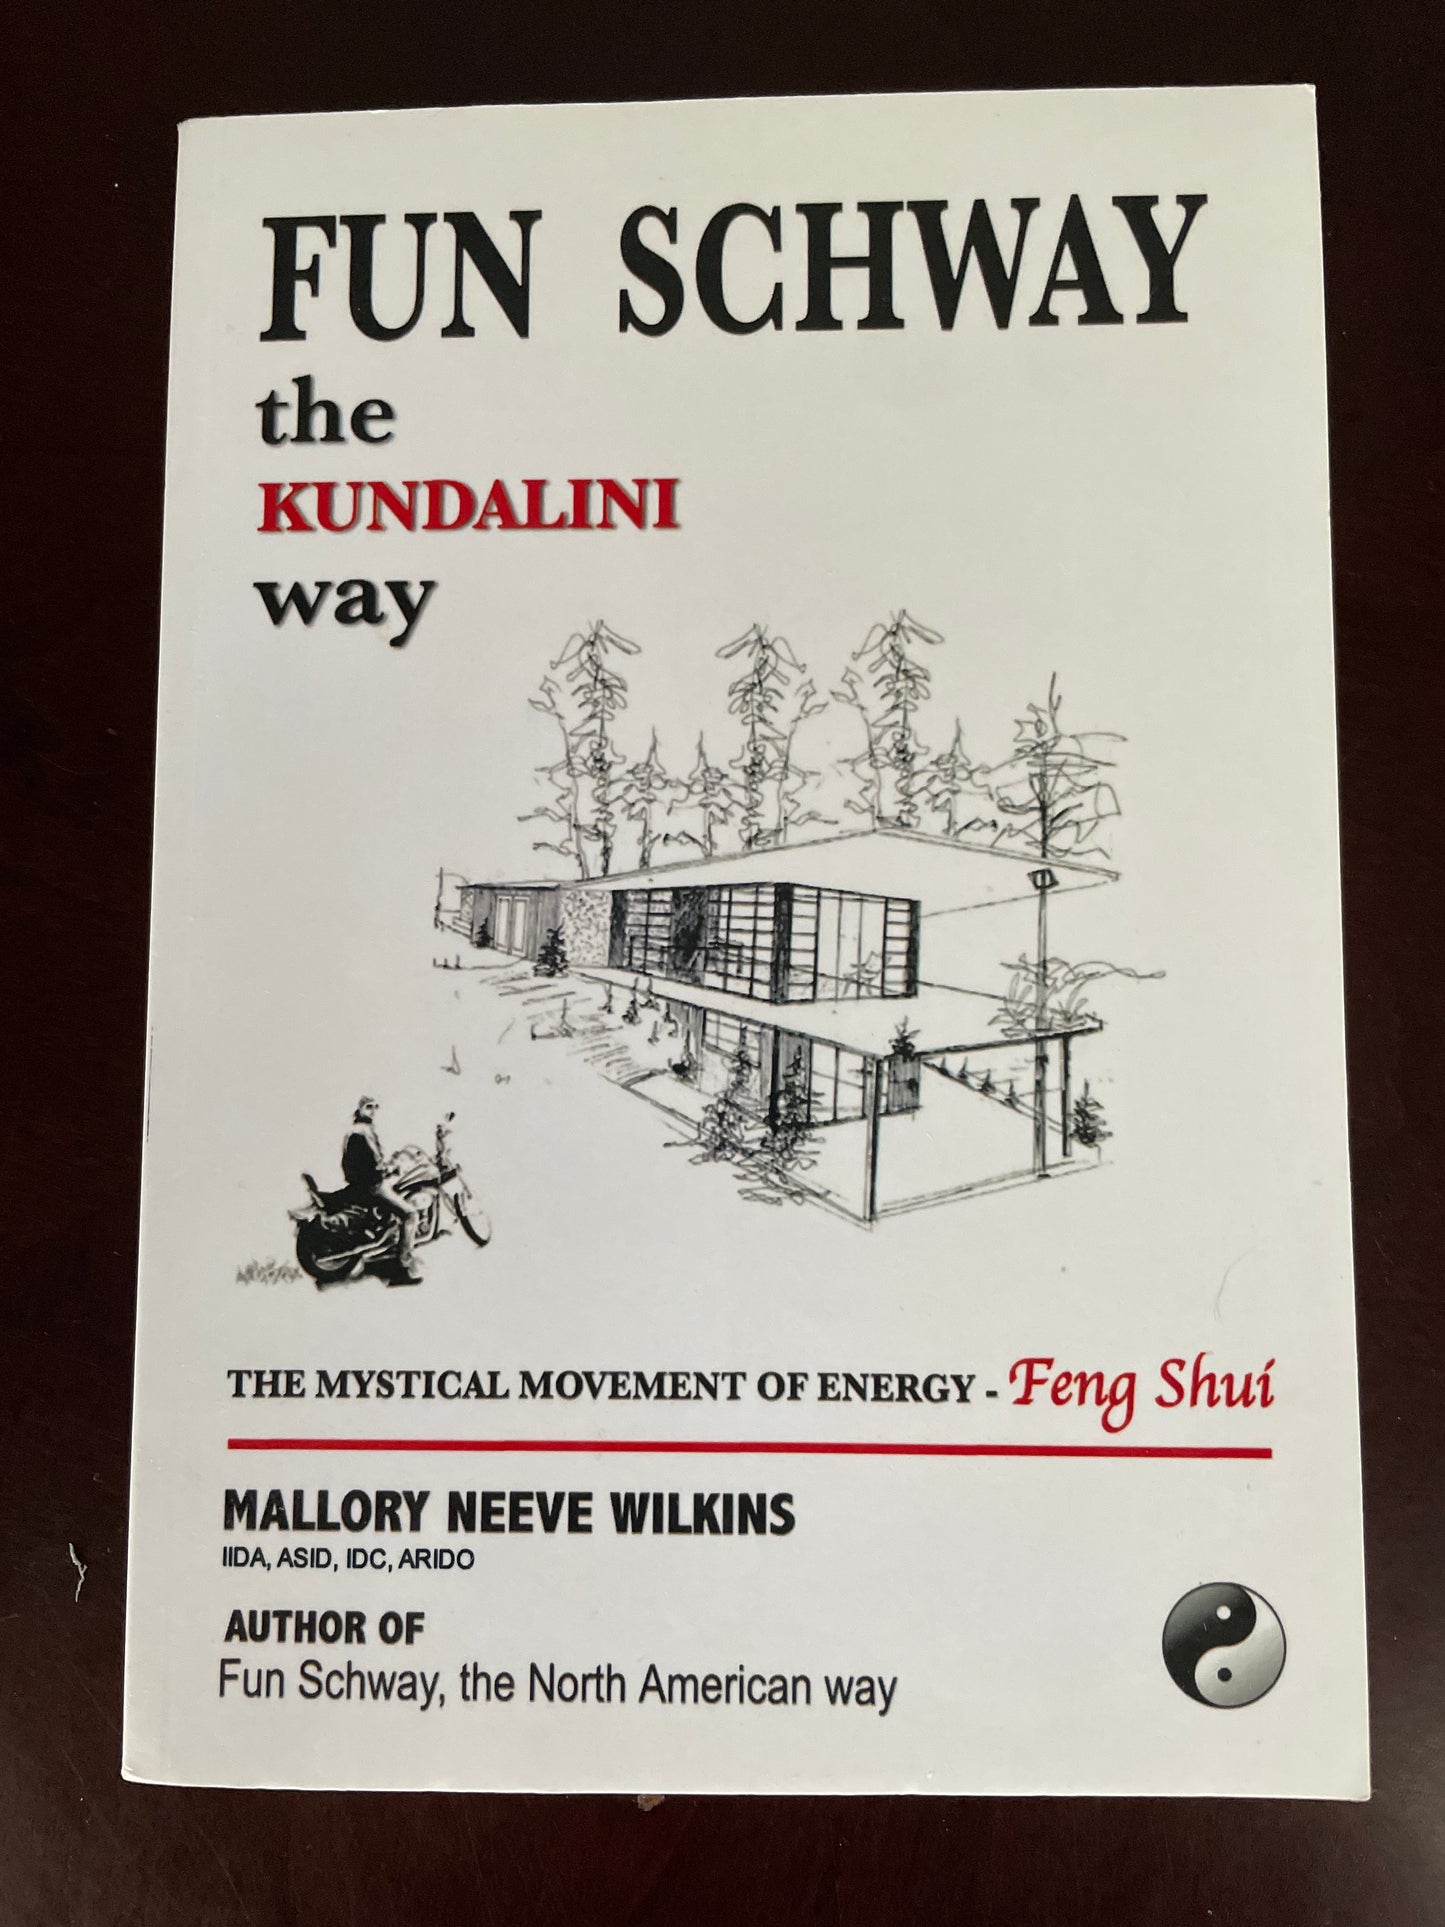 FUN SCHWAY
the
KUNDALINI
way
THE MYSTICAL MOVEMENT OF ENERGY - Feng Shui
MALLORY NEEVE WILKINS
IIDA, ASID, IDC, ARIDO
AUTHOR OF
Fun Schway, the North American way